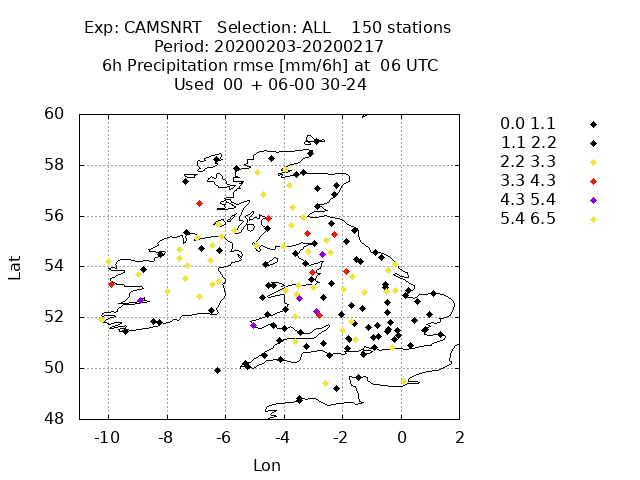 Exp: CAMSNRT   Selection: ALL    150 stations
Period: 20200203-20200217
6h Precipitation rmse [mm/6h] at  06 UTC
Used  00  + 06-00 30-24
0.0 1.1
1.1 2.2
2.2 3.3
3.3 4.3
4.3 5.4
5.4 6.5
Lat
60
58
56
54
52
50
48
-10 -8 -6 -4 -2 0 2
Lon